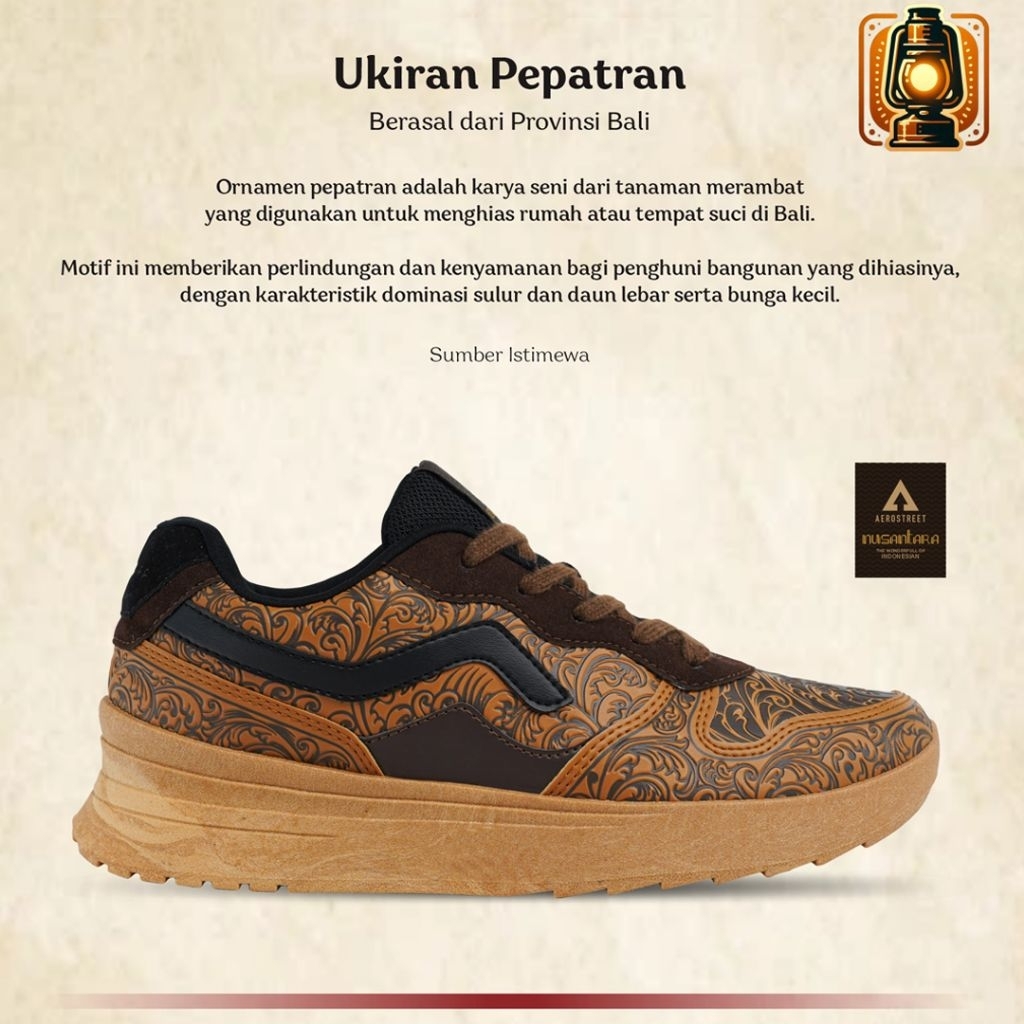 Ukiran Pepatran
Berasal dari Provinsi Bali
Ornamen pepatran adalah karya seni dari tanaman merambat
yang digunakan untuk menghias rumah atau tempat suci di Bali.
Motif ini memberikan perlindungan dan kenyamanan bagi penghuni bangunan yang dihiasinya,
dengan karakteristik dominasi sulur dan daun lebar serta bunga kecil.
Sumber Istimewa
AEROSTREET
NUSANTARA
THE WONDERFULL OF
INDONESIAN